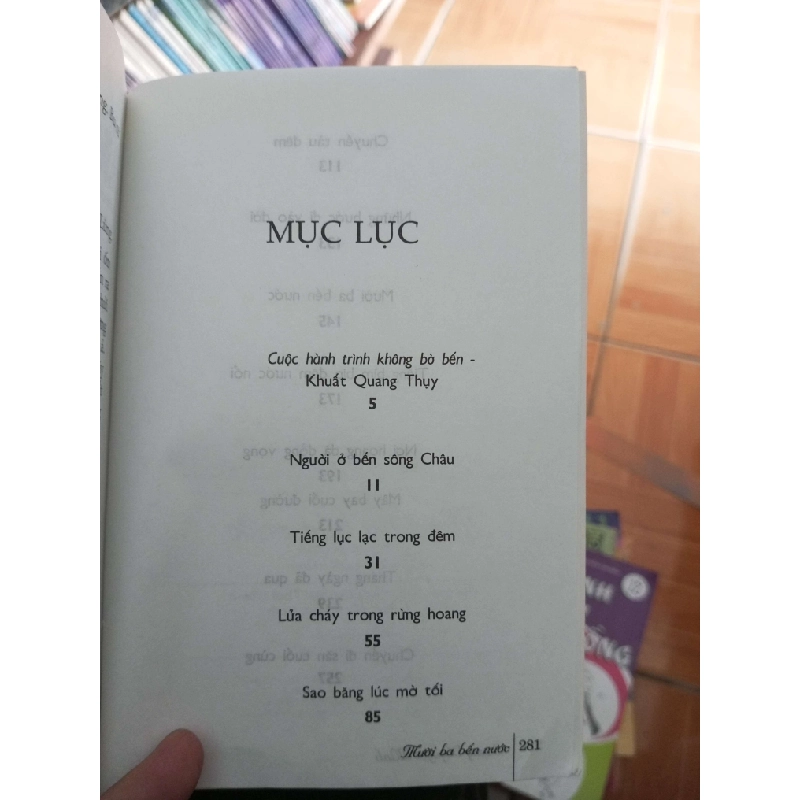 MỤC LỤC
Cuộc hành trình không bờ bến -
Khuất Quang Thụy
5
Người ở bến sông Châu
11
Tiếng lục lạc trong đêm
31
Lửa cháy trong rừng hoang
55
Sao băng lúc mờ tối
85
Mười ba bến nước 281